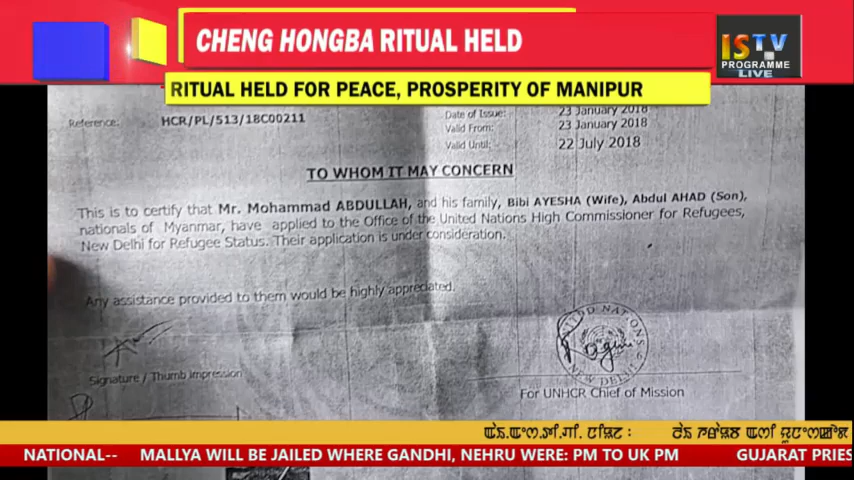 CHENG HONGBA RITUAL HELD
RITUAL HELD FOR PEACE, PROSPERITY OF MANIPUR
ISTV
PROGRAMME
LIVE
Reference: HCR/PL/513/18C00211
Date of Issue: 23 January 2018
Valid From: 23 January 2018
Valid Until: 22 July 2018
TO WHOM IT MAY CONCERN
This is to certify that Mr. Mohammad ABDULLAH, and his family, Bibi AYESHA (Wife), Abdul AHAD (Son),
nationals of Myanmar, have applied to the Office of the United Nations High Commissioner for Refugees,
New Delhi for Refugee Status. Their application is under consideration.
Any assistance provided to them would be highly appreciated.
Signature / Thumb impression
UNITED NATIONS
NEW DELHI
For UNHCR Chief of Mission
NATIONAL-- MALLYA WILL BE JAILED WHERE GANDHI, NEHRU WERE: PM TO UK PM GUJARAT PRIES